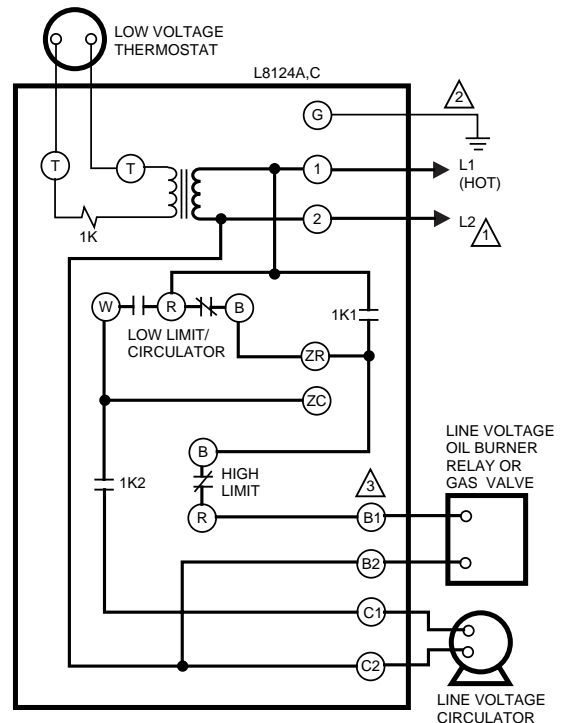 LOW VOLTAGE
THERMOSTAT
L8124A,C
G
2
1
L1
(HOT)
T
T
2
L2
1
1K
W
R
B
1K1
LOW LIMIT/
CIRCULATOR
ZR
ZC
LINE VOLTAGE
OIL BURNER
RELAY OR
GAS VALVE
B
HIGH
LIMIT
1K2
3
R
B1
B2
C1
C2
LINE VOLTAGE
CIRCULATOR